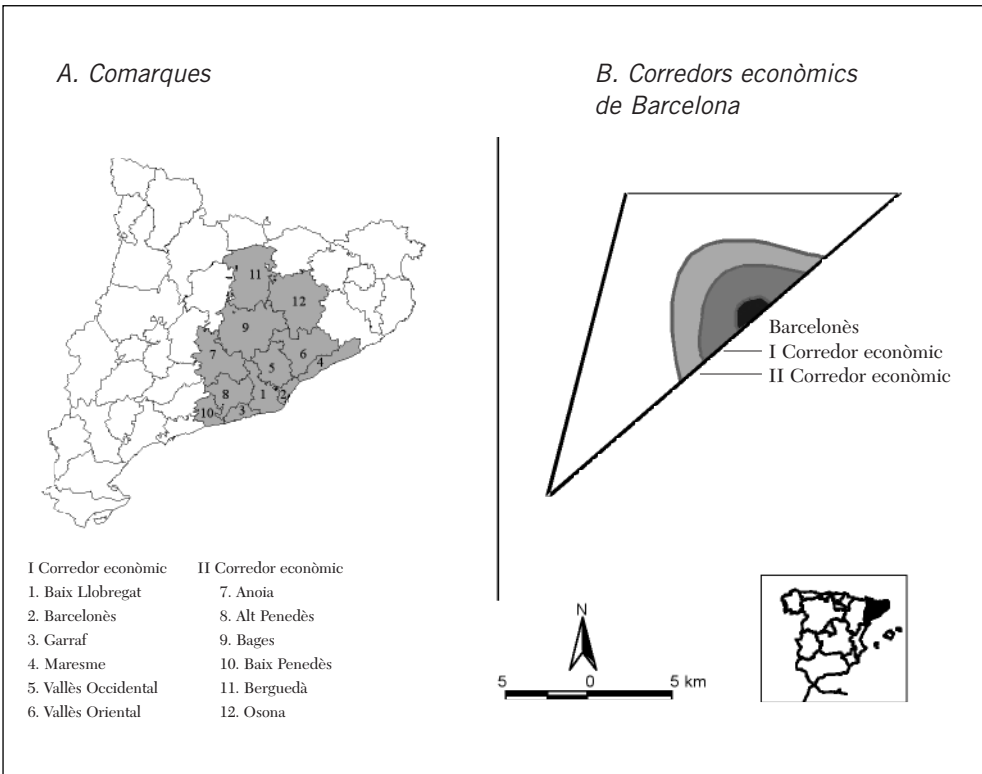 A. Comarques
11
12
9
7
6
4
5
8
1
2
10
3
I Corredor econòmic
1. Baix Llobregat
2. Barcelonès
3. Garraf
4. Maresme
5. Vallès Occidental
6. Vallès Oriental
II Corredor econòmic
7. Anoia
8. Alt Penedès
9. Bages
10. Baix Penedès
11. Berguedà
12. Osona
B. Corredors econòmics
de Barcelona
Barcelonès
I Corredor econòmic
II Corredor econòmic
N
5 0 5 km